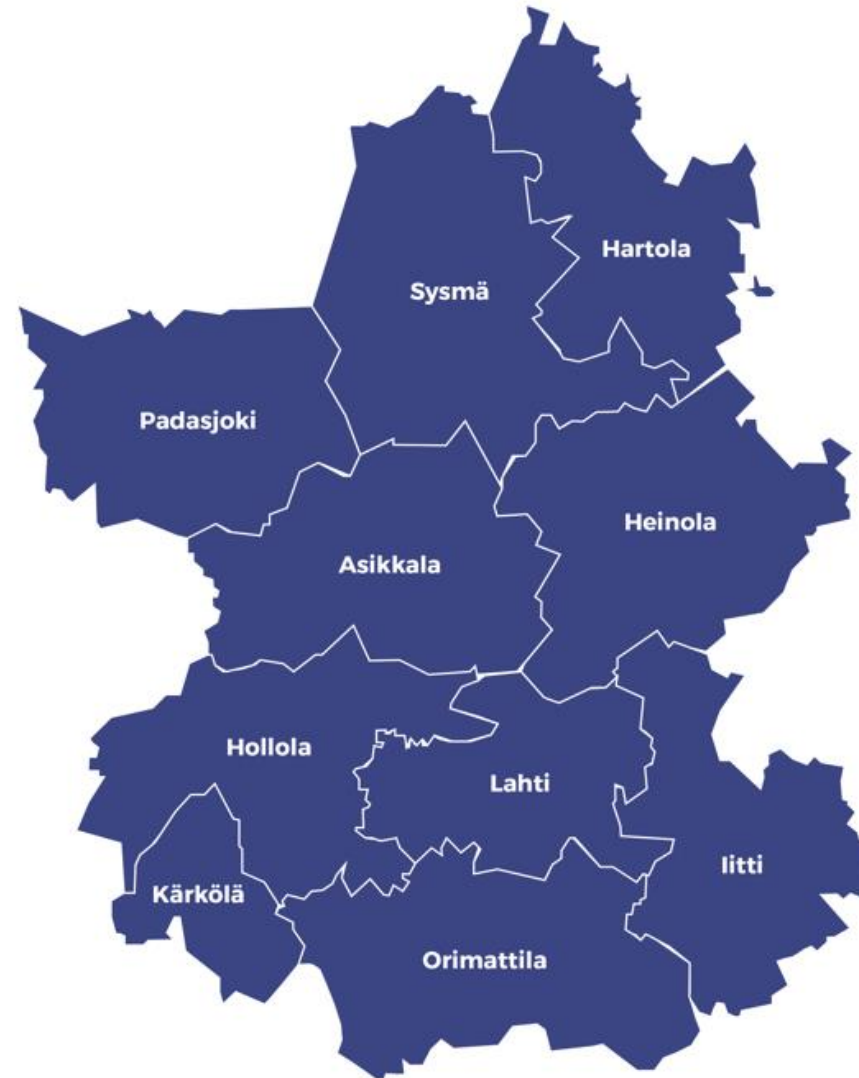 Hartola
Sysmä
Padasjoki
Heinola
Asikkala
Hollola
Lahti
Iitti
Kärkölä
Orimattila